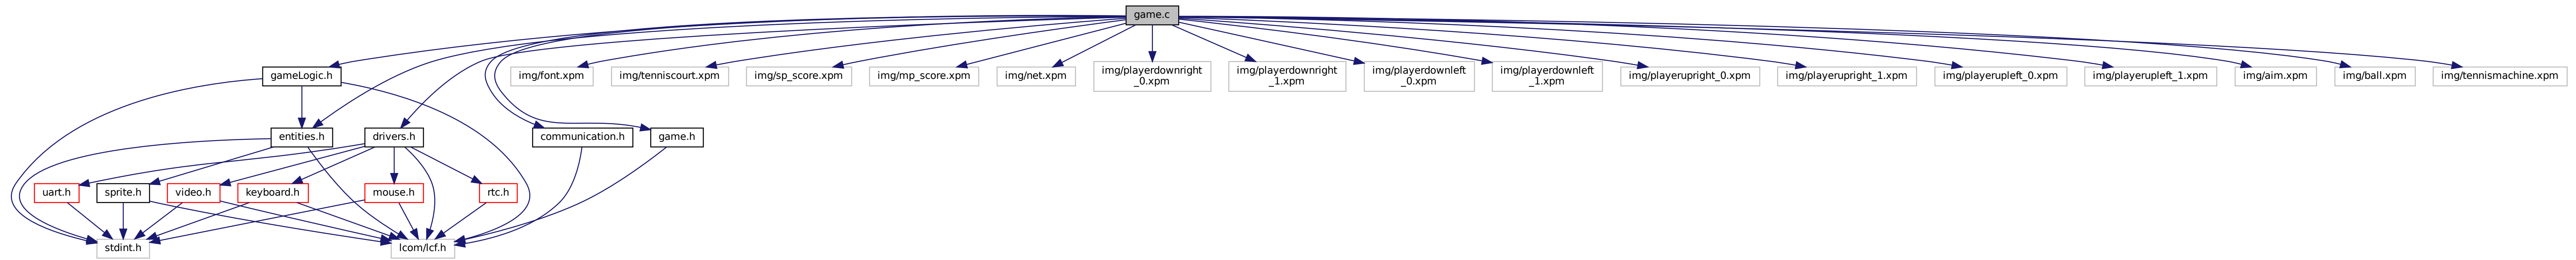 game.c
gameLogic.h
img/font.xpm
img/tenniscourt.xpm
img/sp_score.xpm
img/mp_score.xpm
img/net.xpm
img/playerdownright
_0.xpm
img/playerdownright
_1.xpm
img/playerdownleft
_0.xpm
img/playerdownleft
_1.xpm
img/playerupright_0.xpm
img/playerupright_1.xpm
img/playerupleft_0.xpm
img/playerupleft_1.xpm
img/aim.xpm
img/ball.xpm
img/tennismachine.xpm
entities.h
drivers.h
communication.h
game.h
uart.h
sprite.h
video.h
keyboard.h
mouse.h
rtc.h
stdint.h
lcom/lcf.h